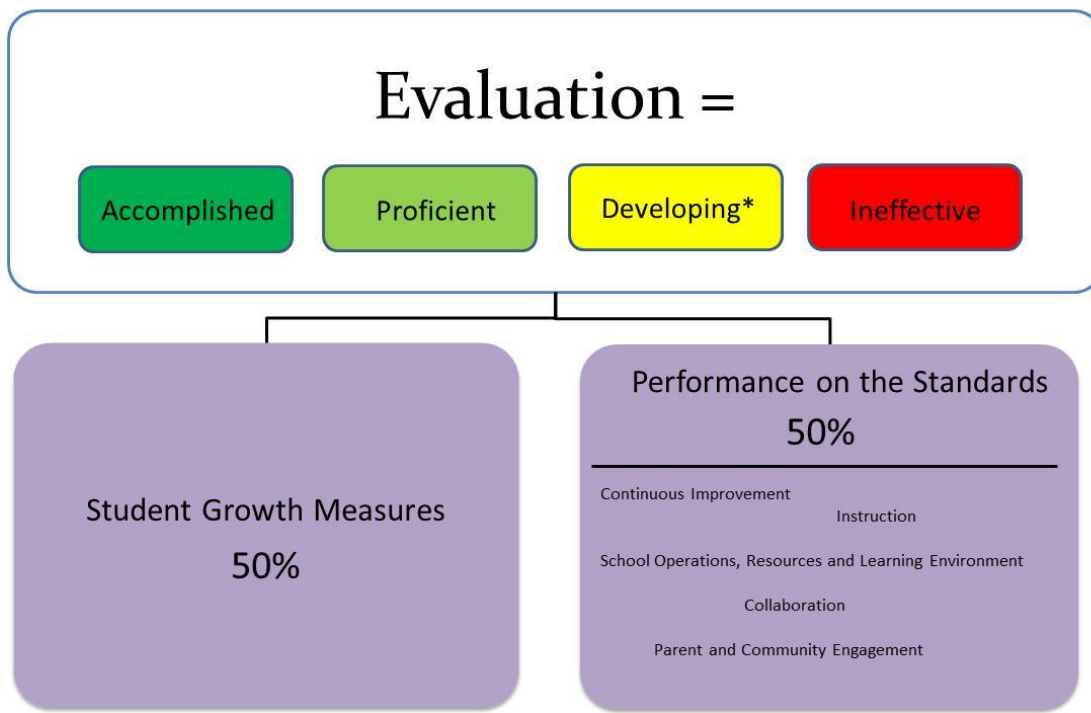 Evaluation =
Accomplished
Proficient
Developing*
Ineffective
Student Growth Measures
50%
Performance on the Standards
50%
Continuous Improvement
Instruction
School Operations, Resources and Learning Environment
Collaboration
Parent and Community Engagement